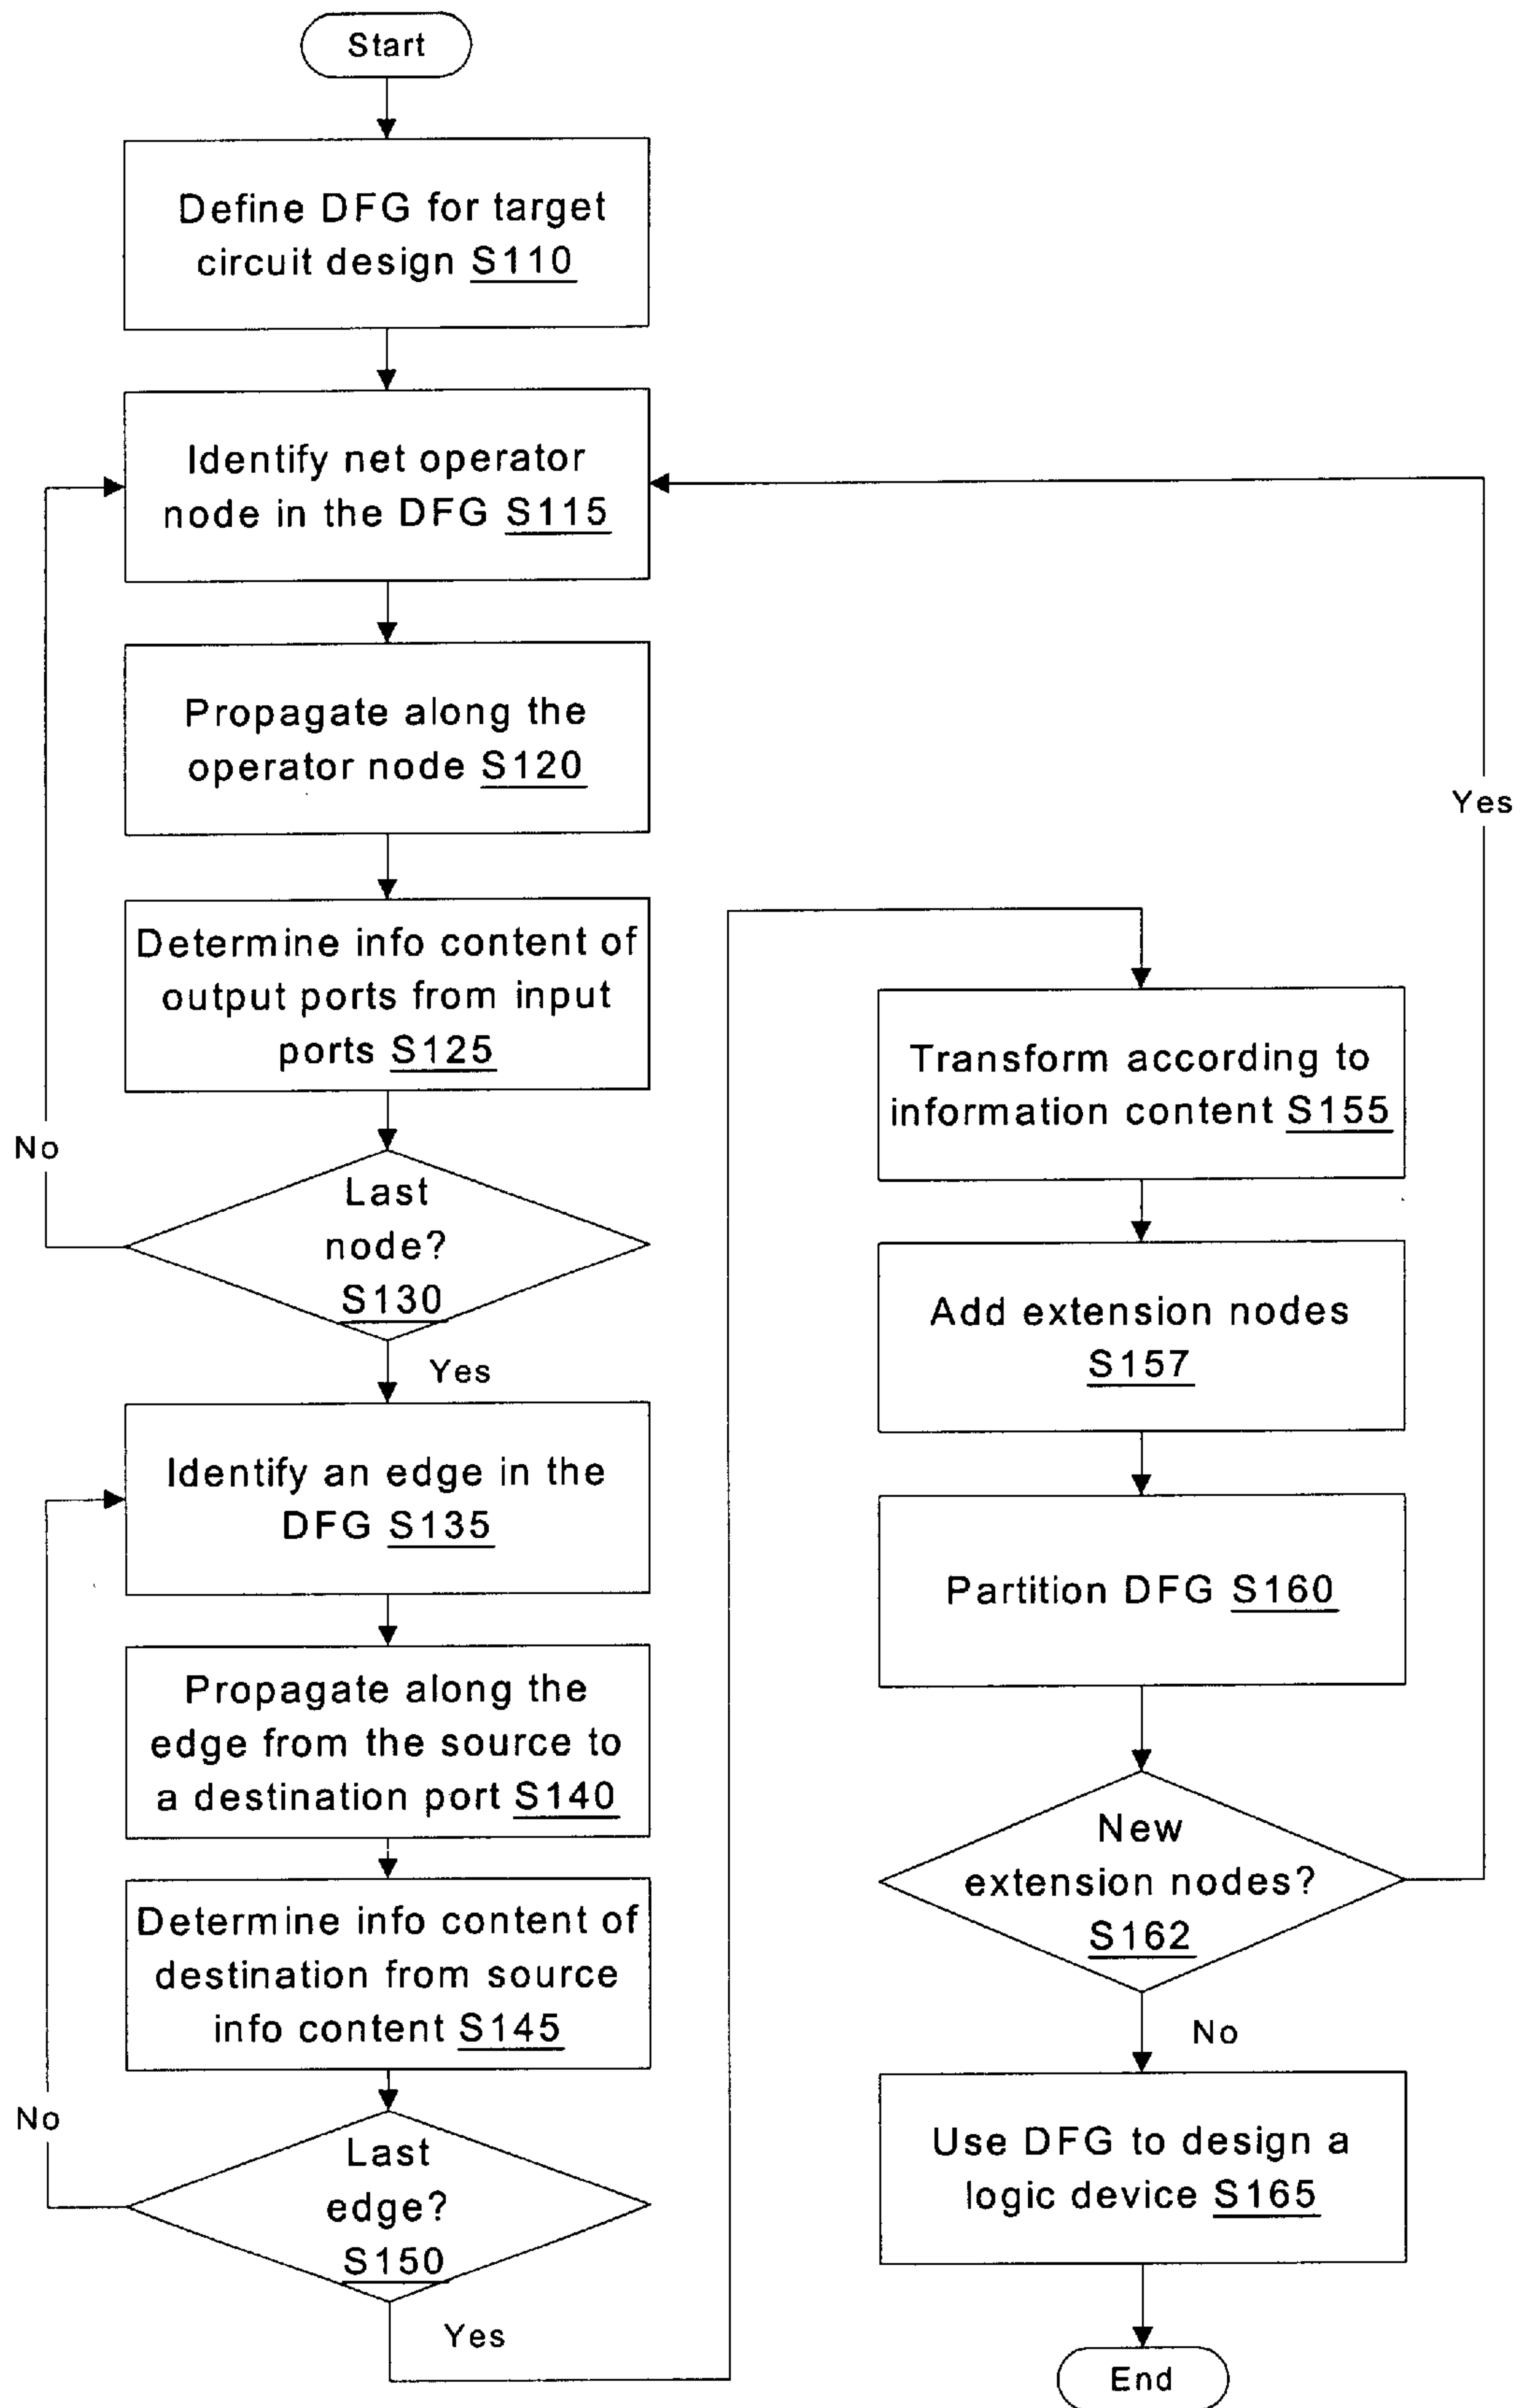 Start
Define DFG for target
circuit design S110
Identify net operator
node in the DFG S115
Propagate along the
operator node S120
Determine info content of
output ports from input
ports S125
No
Last
node?
S130
Yes
Identify an edge in the
DFG S135
Propagate along the
edge from the source to
a destination port S140
Determine info content of
destination from source
info content S145
No
Last
edge?
S150
Yes
Transform according to
information content S155
Add extension nodes
S157
Partition DFG S160
New
extension nodes?
S162
Yes
No
Use DFG to design a
logic device S165
End